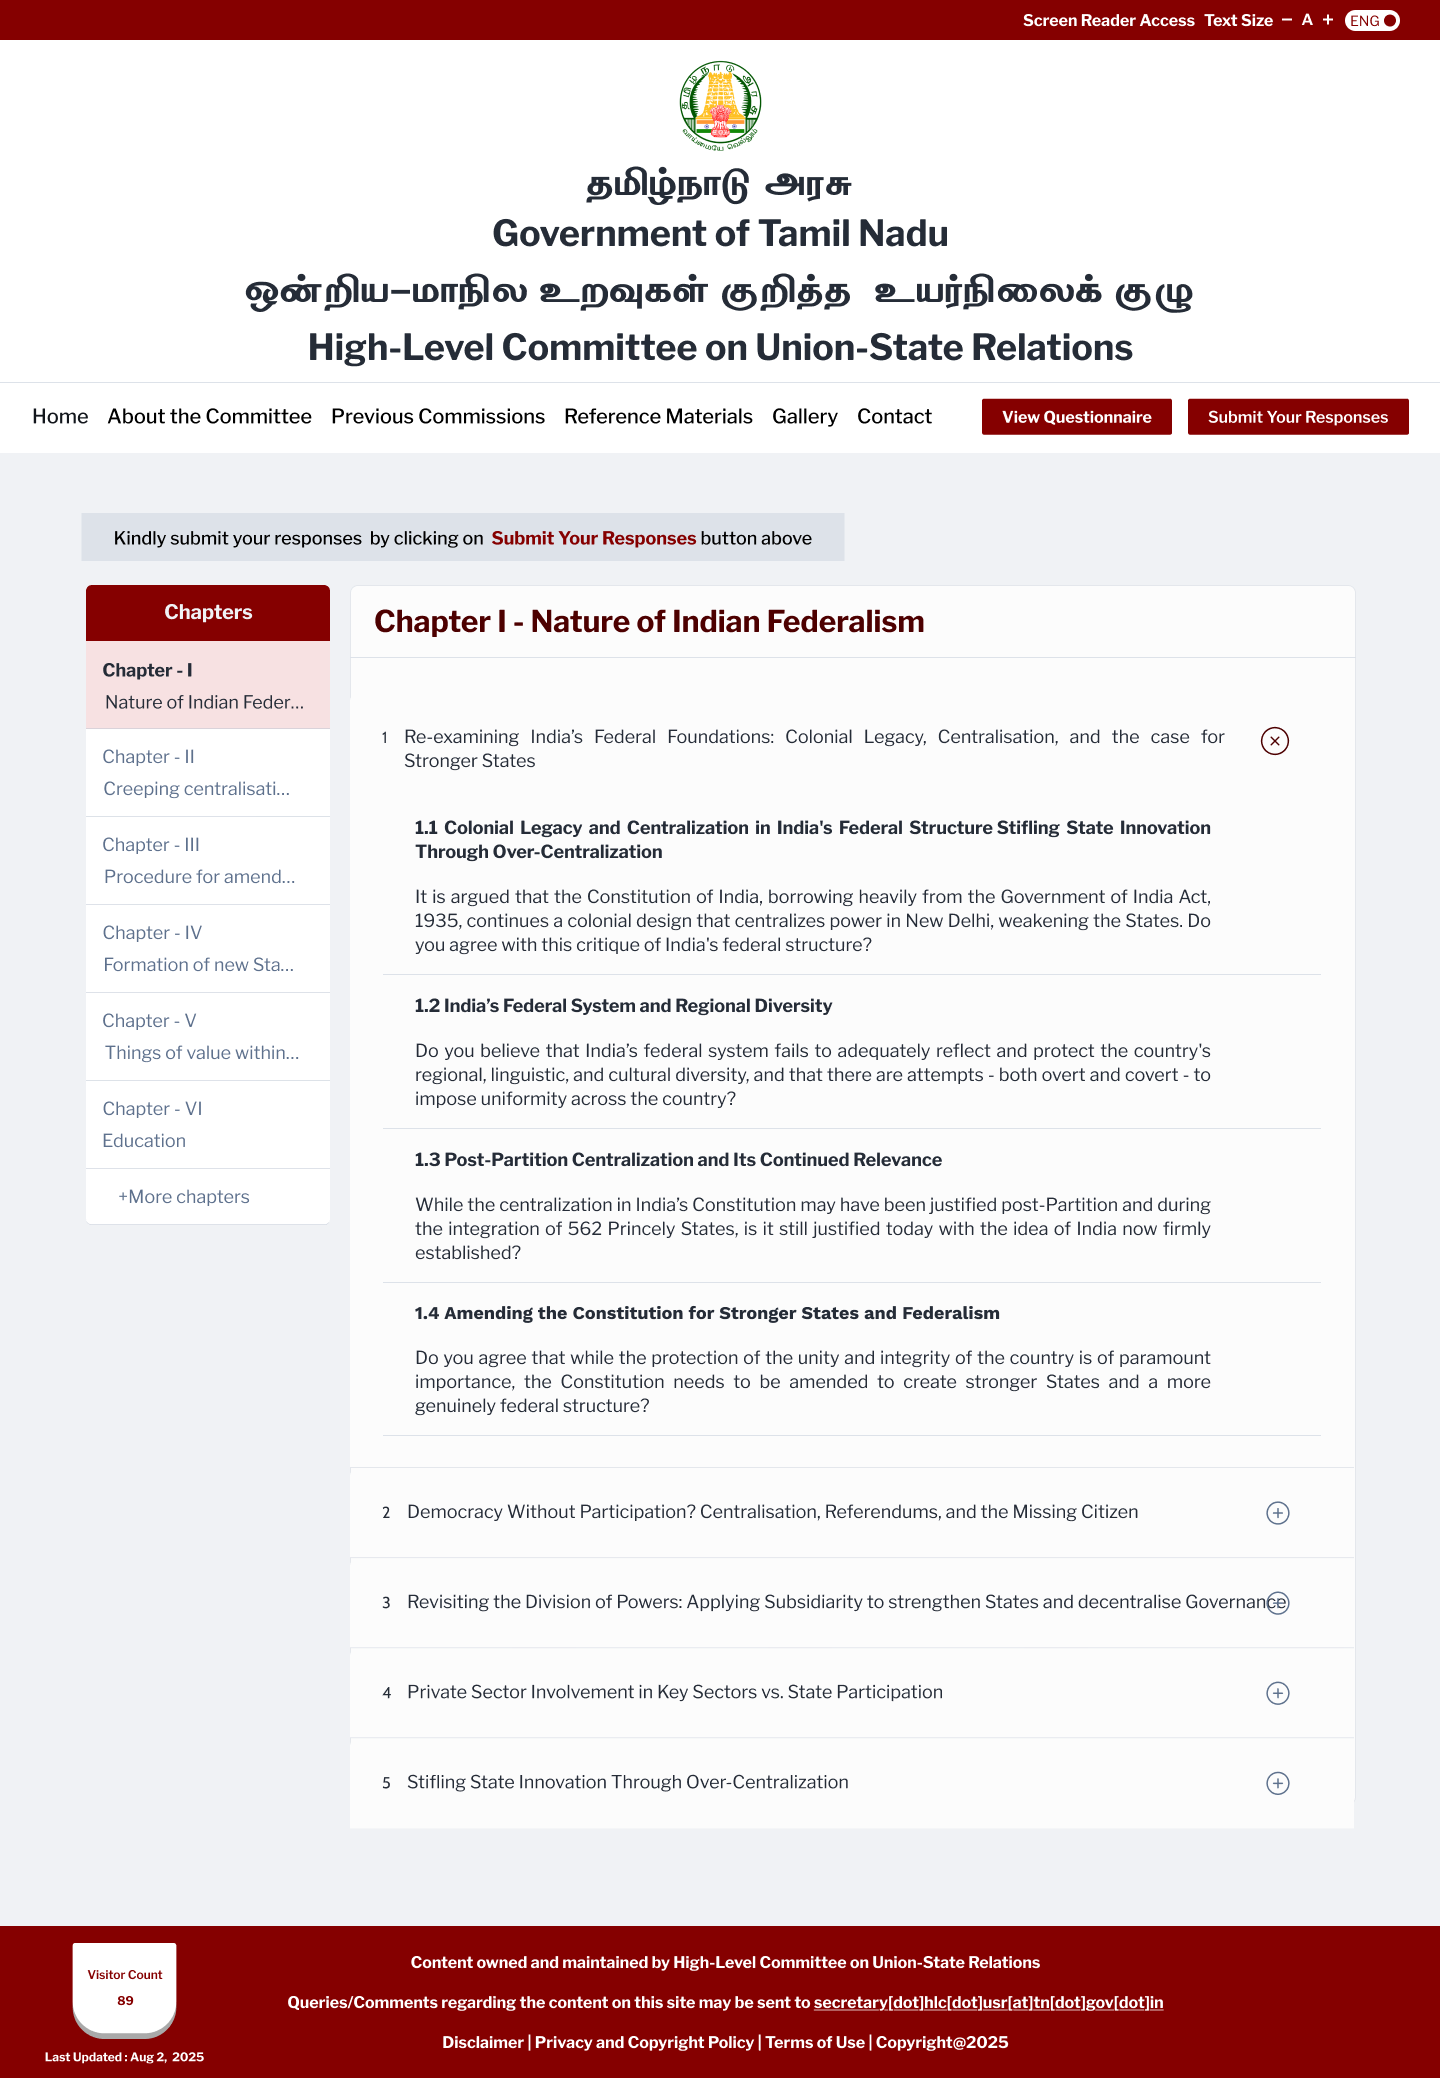 Screen Reader Access Text Size − A + ENG
தமிழ்நாடு அரசு
வாய்மையே வெல்லும்
தமிழ்நாடு அரசு
Government of Tamil Nadu
ஒன்றிய-மாநில உறவுகள் குறித்த உயர்நிலைக் குழு
High-Level Committee on Union-State Relations
Home About the Committee Previous Commissions Reference Materials Gallery Contact View Questionnaire Submit Your Responses
Kindly submit your responses by clicking on Submit Your Responses button above
Chapters
Chapter - I
Nature of Indian Feder...
Chapter - II
Creeping centralisati...
Chapter - III
Procedure for amend...
Chapter - IV
Formation of new Sta...
Chapter - V
Things of value within...
Chapter - VI
Education
+More chapters
Chapter I - Nature of Indian Federalism
1 Re-examining India’s Federal Foundations: Colonial Legacy, Centralisation, and the case for
Stronger States
1.1 Colonial Legacy and Centralization in India's Federal Structure Stifling State Innovation
Through Over-Centralization
It is argued that the Constitution of India, borrowing heavily from the Government of India Act,
1935, continues a colonial design that centralizes power in New Delhi, weakening the States. Do
you agree with this critique of India's federal structure?
1.2 India’s Federal System and Regional Diversity
Do you believe that India’s federal system fails to adequately reflect and protect the country's
regional, linguistic, and cultural diversity, and that there are attempts - both overt and covert - to
impose uniformity across the country?
1.3 Post-Partition Centralization and Its Continued Relevance
While the centralization in India’s Constitution may have been justified post-Partition and during
the integration of 562 Princely States, is it still justified today with the idea of India now firmly
established?
1.4 Amending the Constitution for Stronger States and Federalism
Do you agree that while the protection of the unity and integrity of the country is of paramount
importance, the Constitution needs to be amended to create stronger States and a more
genuinely federal structure?
2 Democracy Without Participation? Centralisation, Referendums, and the Missing Citizen
3 Revisiting the Division of Powers: Applying Subsidiarity to strengthen States and decentralise Governance
4 Private Sector Involvement in Key Sectors vs. State Participation
5 Stifling State Innovation Through Over-Centralization
Visitor Count
89
Last Updated : Aug 2, 2025
Content owned and maintained by High-Level Committee on Union-State Relations
Queries/Comments regarding the content on this site may be sent to secretary[dot]hlc[dot]usr[at]tn[dot]gov[dot]in
Disclaimer | Privacy and Copyright Policy | Terms of Use | Copyright@2025